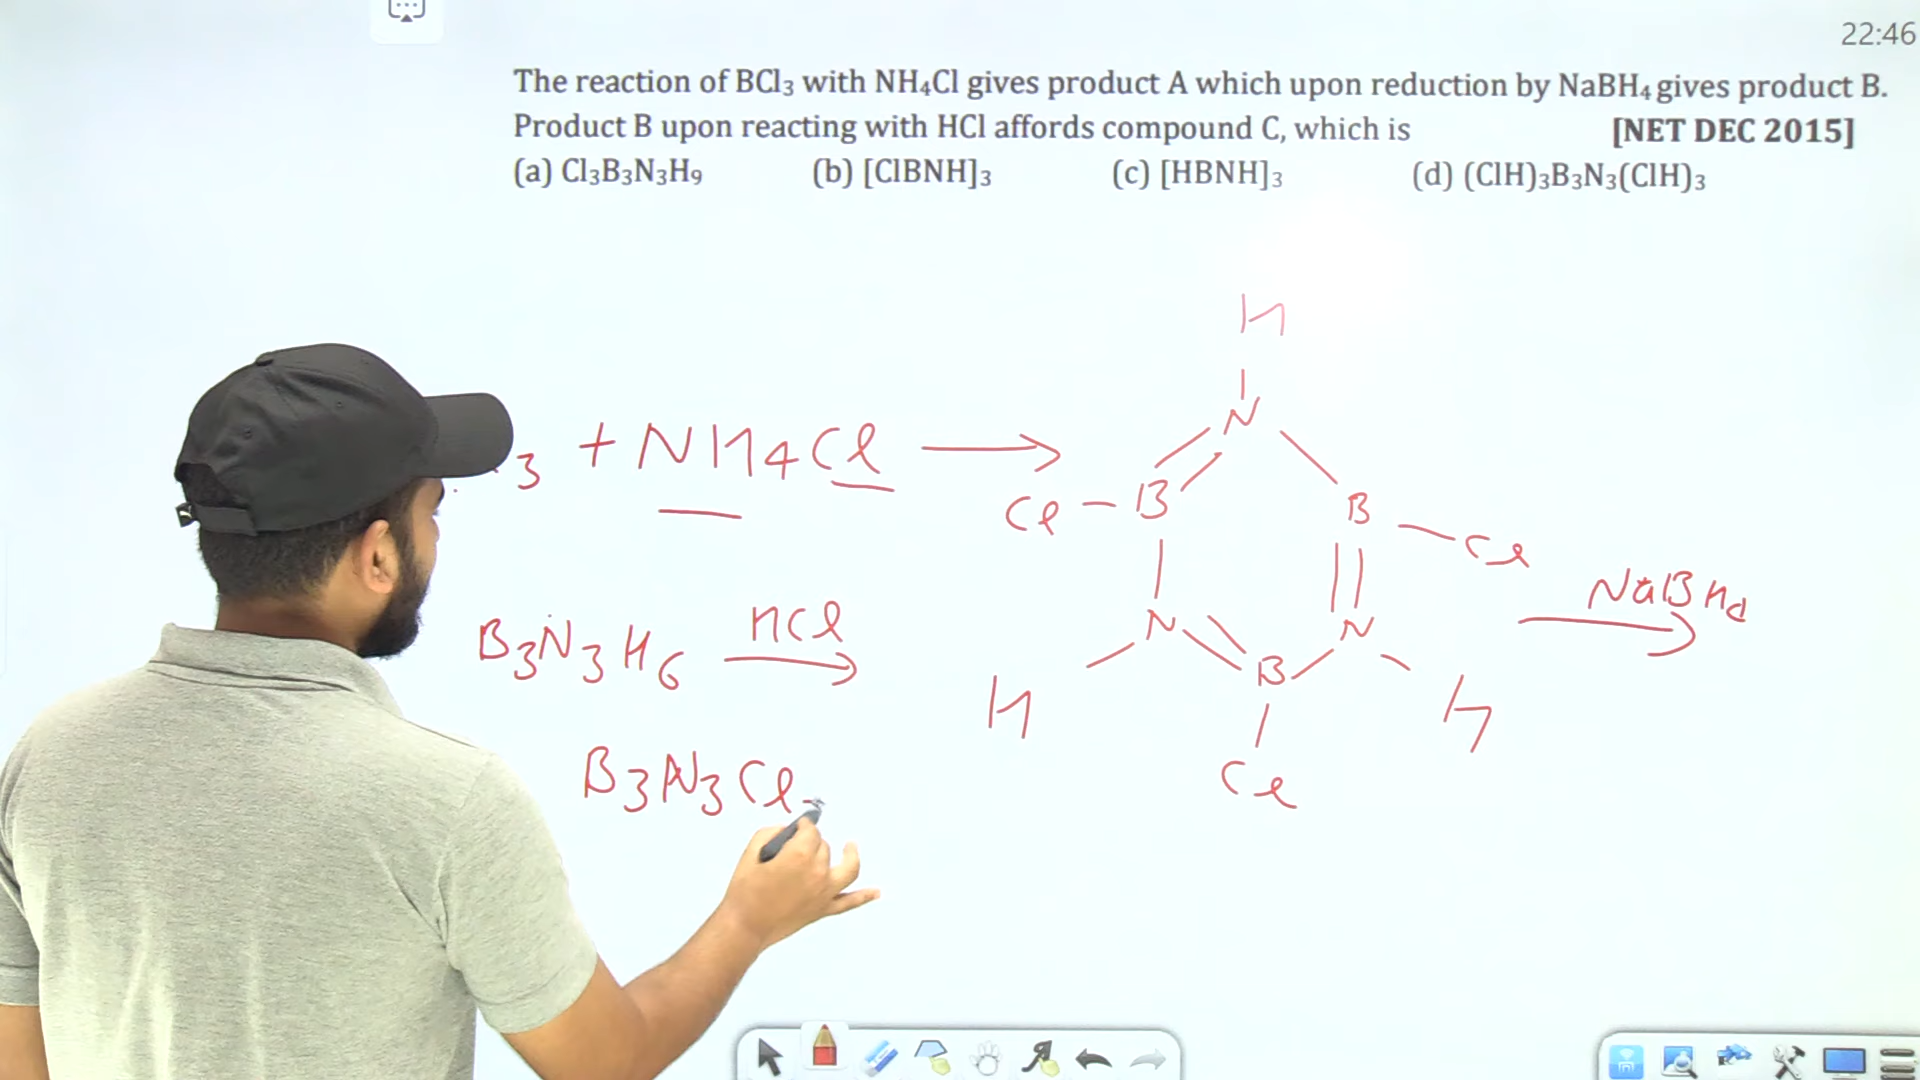 22:46
The reaction of BCl₃ with NH₄Cl gives product A which upon reduction by NaBH₄ gives product B.
Product B upon reacting with HCl affords compound C, which is [NET DEC 2015]
(a) Cl₃B₃N₃H₉ (b) [ClBNH]₃ (c) [HBNH]₃ (d) (ClH)₃B₃N₃(ClH)₃
H
N
₃ + NH₄Cl ⟶
Cl – B B – Cl
NaBH₄
B₃N₃H₆ HCl ⟶
N N
B
H H
B₃N₃Cl
Cl